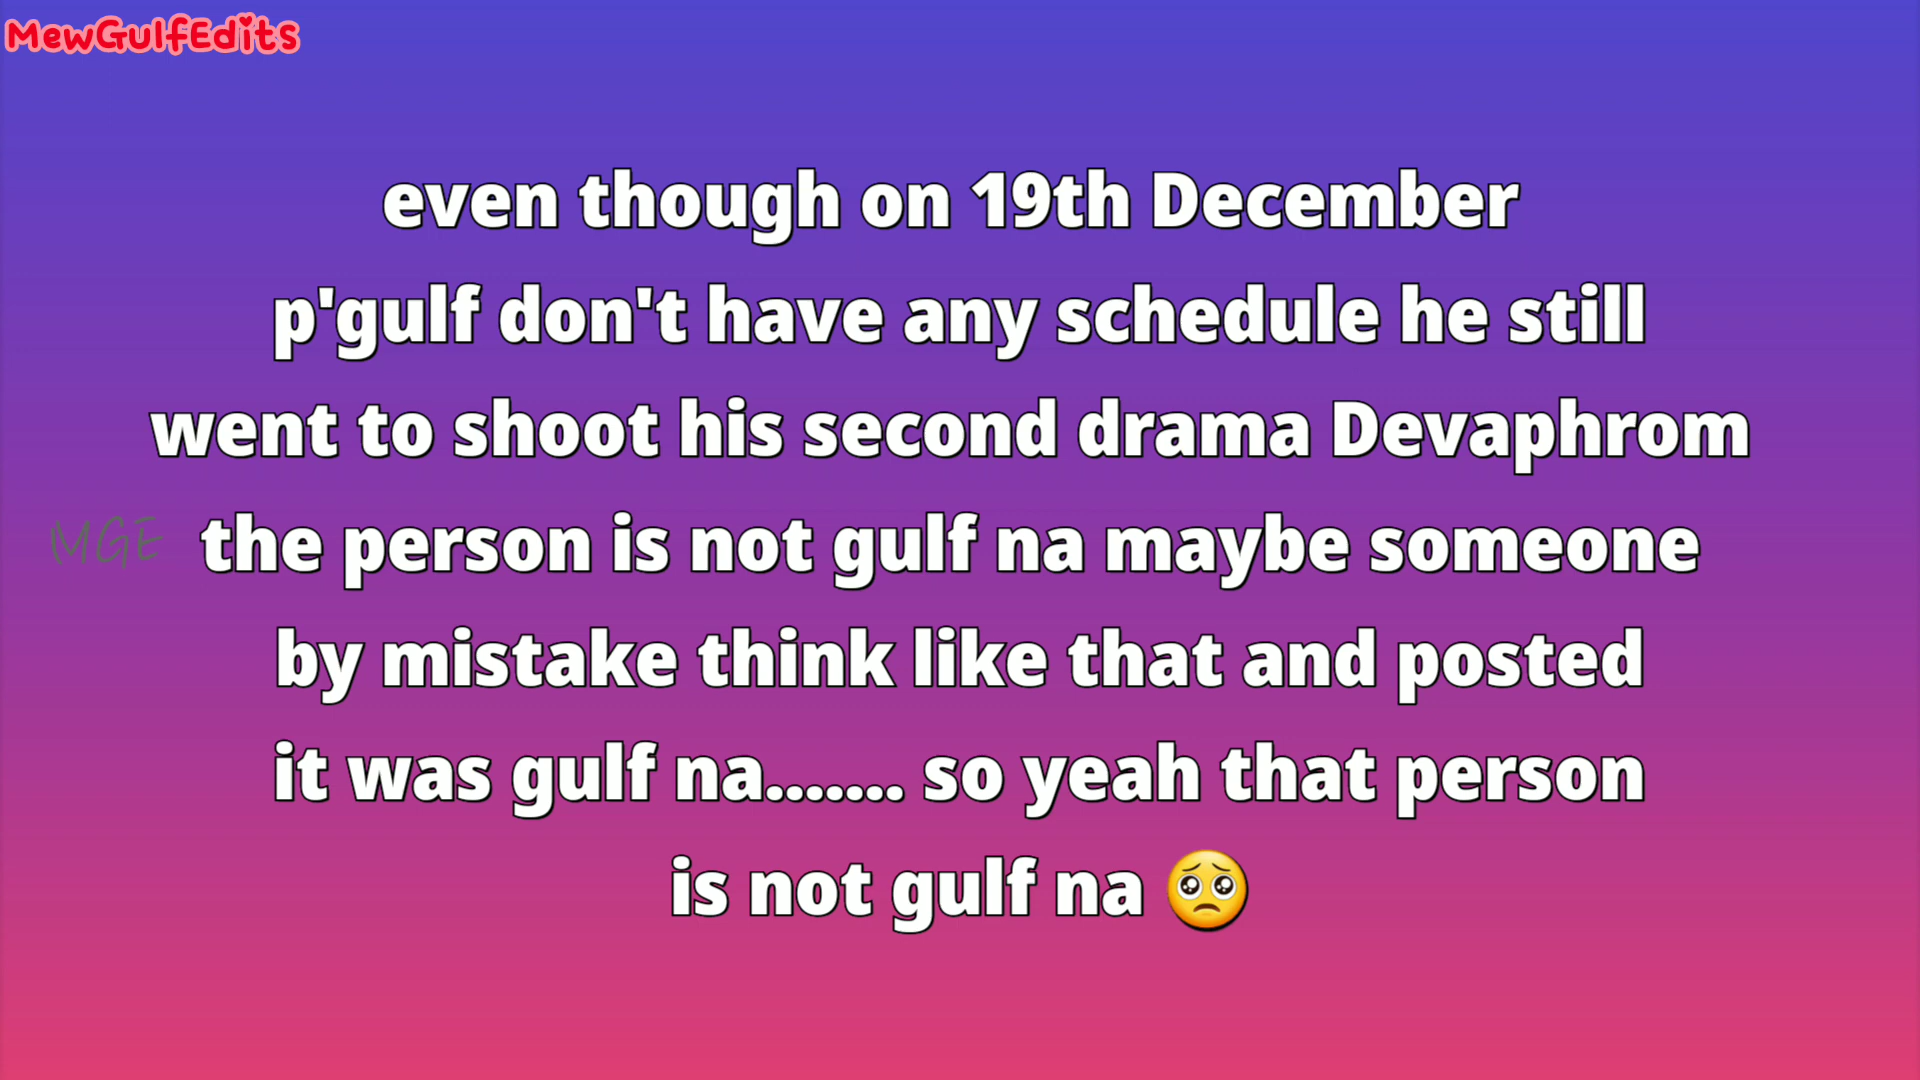 MewGulfEdits
even though on 19th December
p'gulf don't have any schedule he still
went to shoot his second drama Devaphrom
MGE
the person is not gulf na maybe someone
by mistake think like that and posted
it was gulf na....... so yeah that person
is not gulf na 🥺